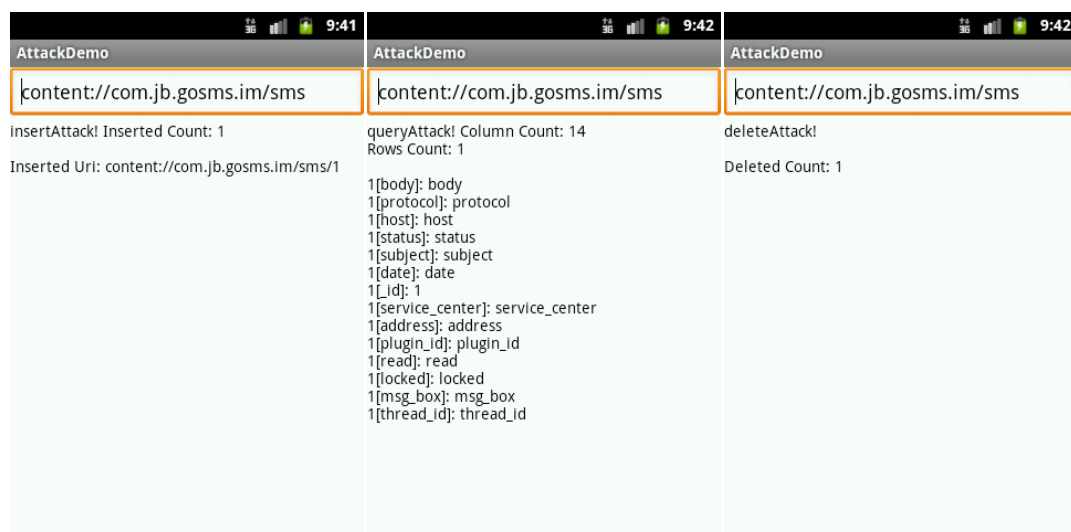 3G 9:41
AttackDemo
content://com.jb.gosms.im/sms
insertAttack! Inserted Count: 1
Inserted Uri: content://com.jb.gosms.im/sms/1
3G 9:42
AttackDemo
content://com.jb.gosms.im/sms
queryAttack! Column Count: 14
Rows Count: 1
1[body]: body
1[protocol]: protocol
1[host]: host
1[status]: status
1[subject]: subject
1[date]: date
1[_id]: 1
1[service_center]: service_center
1[address]: address
1[plugin_id]: plugin_id
1[read]: read
1[locked]: locked
1[msg_box]: msg_box
1[thread_id]: thread_id
3G 9:42
AttackDemo
content://com.jb.gosms.im/sms
deleteAttack!
Deleted Count: 1